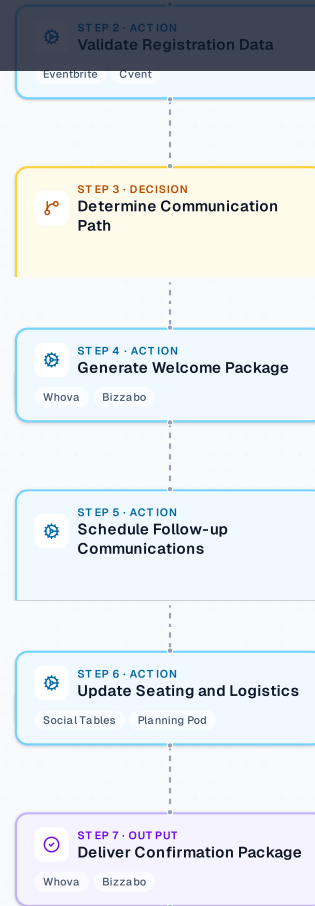 STEP 2 · ACTION
Validate Registration Data
Eventbrite Cvent
STEP 3 · DECISION
Determine Communication
Path
STEP 4 · ACTION
Generate Welcome Package
Whova Bizzabo
STEP 5 · ACTION
Schedule Follow-up
Communications
STEP 6 · ACTION
Update Seating and Logistics
Social Tables Planning Pod
STEP 7 · OUTPUT
Deliver Confirmation Package
Whova Bizzabo